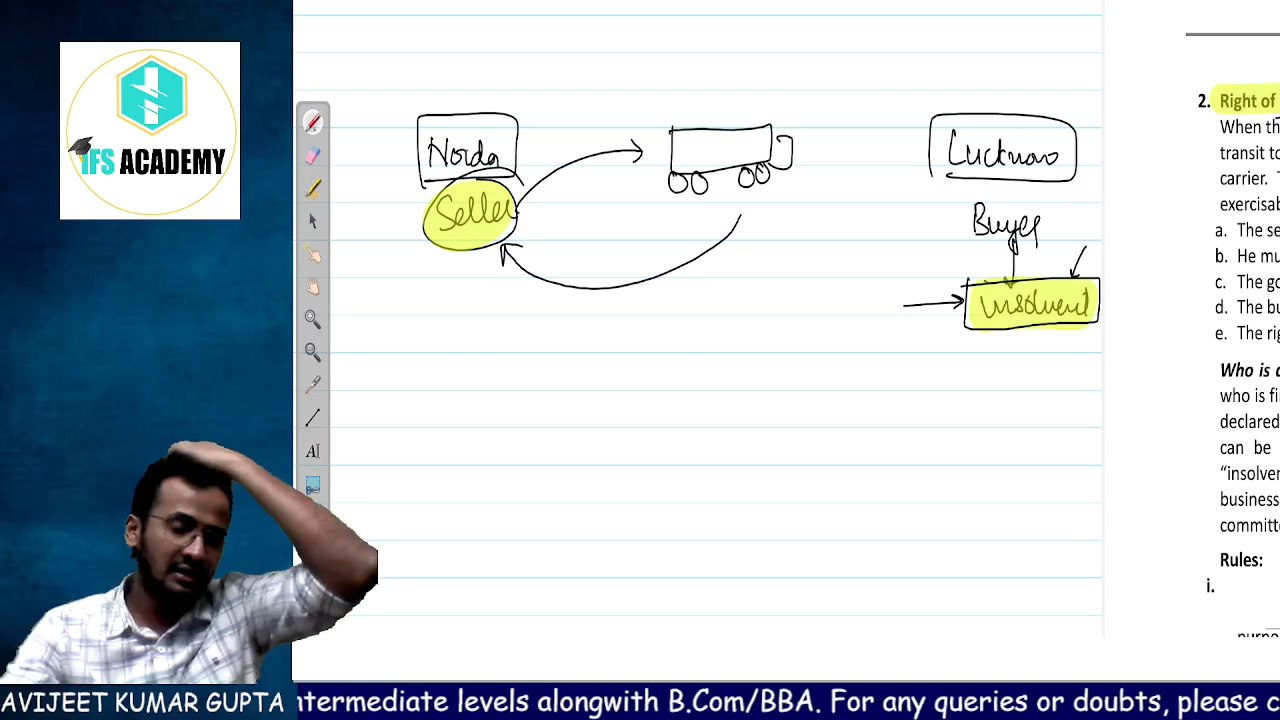 IFS ACADEMY
Noida
Seller
Lucknow
Buyer
insolvent
2. Right of
When th
transit to
carrier. T
exercisab
a. The se
b. He mu
c. The go
d. The bu
e. The rig
Who is a
who is fi
declared
can be
“insolven
business
committe
Rules:
i.
AI
AVIJEET KUMAR GUPTA
ntermediate levels alongwith B.Com/BBA. For any queries or doubts, please c